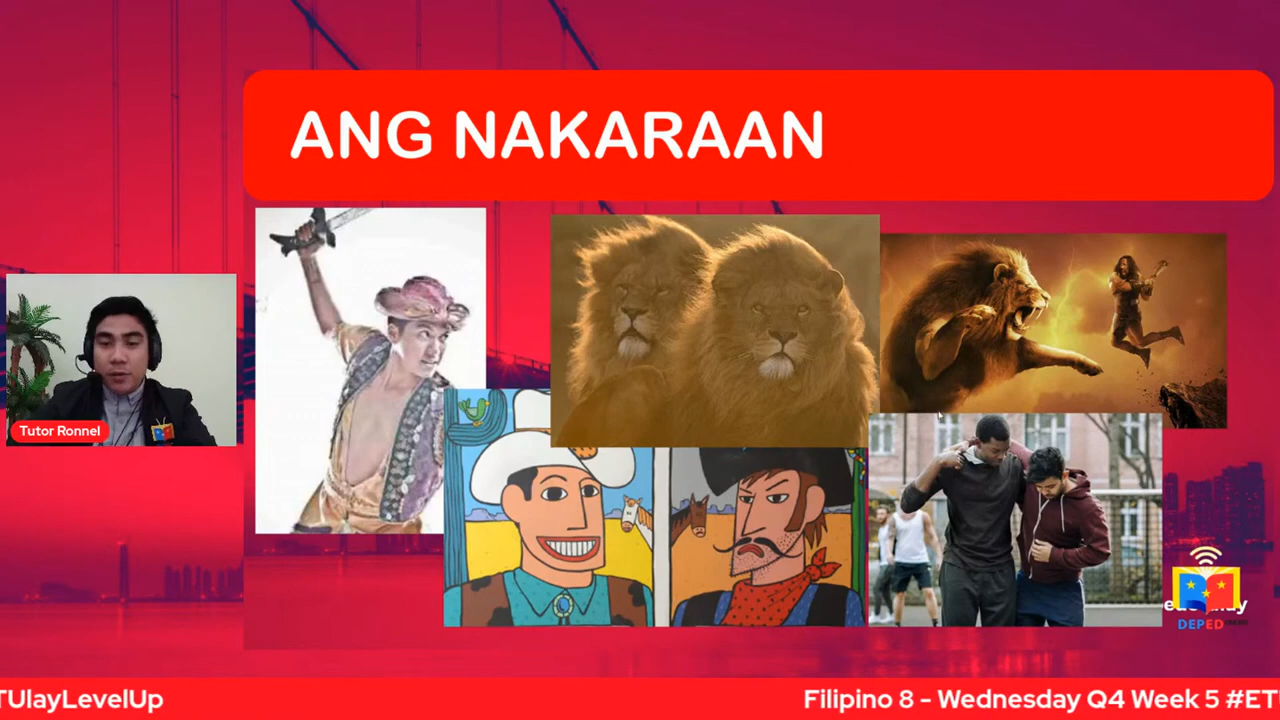 ANG NAKARAAN
Tutor Ronnel
DEPED
TUlayLevelUp
Filipino 8 - Wednesday Q4 Week 5 #ET